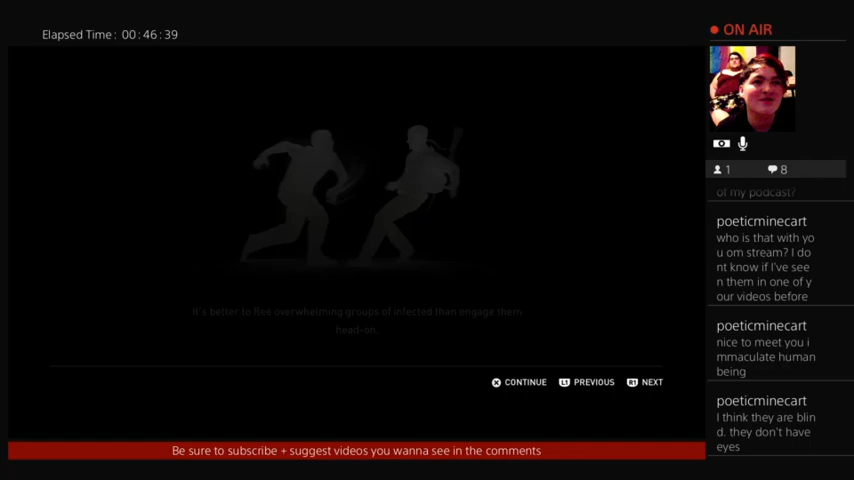 Elapsed Time: 00:46:39
ON AIR
1
8
of my podcast?
poeticminecart
who is that with yo
u om stream? I do
nt know if I've see
n them in one of y
our videos before
poeticminecart
nice to meet you i
mmaculate human
being
poeticminecart
I think they are blin
d. they don't have
eyes
It's better to flee overwhelming groups of infected than engage them
head-on.
CONTINUE
L1 PREVIOUS
R1 NEXT
Be sure to subscribe + suggest videos you wanna see in the comments